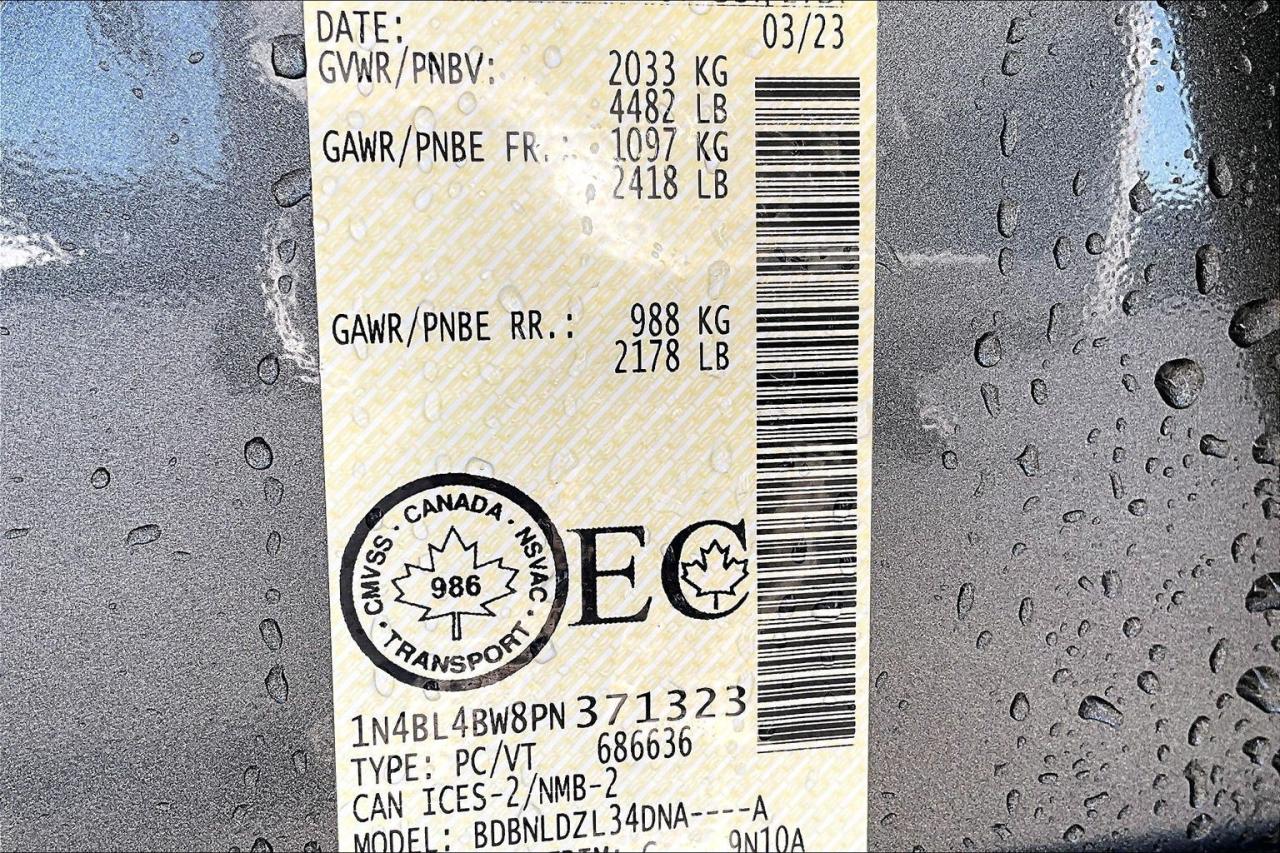 DATE: 03/23
GVWR/PNBV: 2033 KG
4482 LB
GAWR/PNBE FR.: 1097 KG
2418 LB
GAWR/PNBE RR.: 988 KG
2178 LB
CANADA · NSVAC · TRANSPORT · CMVSS ·
986
EC
1N4BL4BW8PN371323
TYPE: PC/VT 686636
CAN ICES-2/NMB-2
MODEL: BDBNLDZL34DNA----A
9N10A